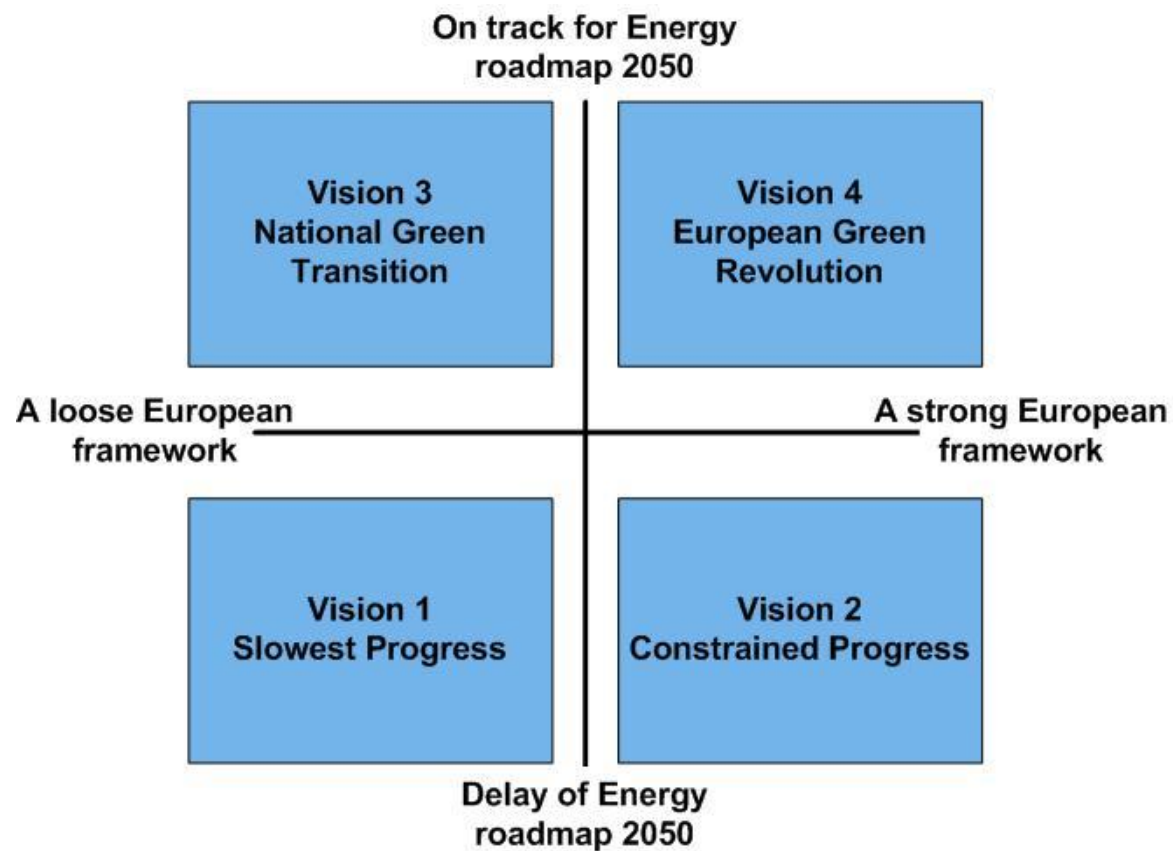 On track for Energy
roadmap 2050
Vision 3
National Green
Transition
Vision 4
European Green
Revolution
A loose European
framework
A strong European
framework
Vision 1
Slowest Progress
Vision 2
Constrained Progress
Delay of Energy
roadmap 2050